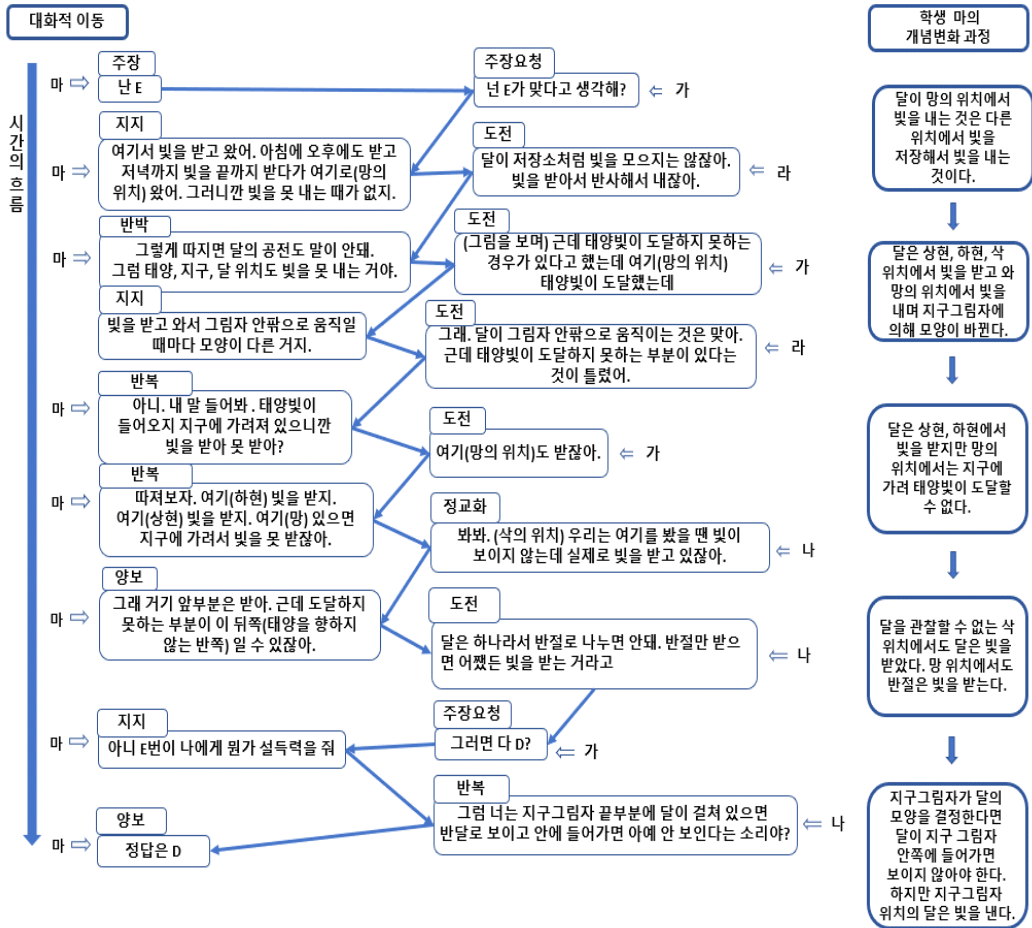 대화적 이동
학생 마의
개념변화 과정
시간의 흐름
주장
마 ⇨ 난 E
주장요청
넌 E가 맞다고 생각해? ⇐ 가
달이 망의 위치에서
빛을 내는 것은 다른
위치에서 빛을
저장해서 빛을 내는
것이다.
지지
마 ⇨
여기서 빛을 받고 왔어. 아침에 오후에도 받고
저녁까지 빛을 끝까지 받다가 여기로(망의
위치) 왔어. 그러니깐 빛을 못 내는 때가 없지.
도전
달이 저장소처럼 빛을 모으지는 않잖아.
빛을 받아서 반사해서 내잖아.
⇐ 라
반박
마 ⇨
그렇게 따지면 달의 공전도 말이 안돼.
그럼 태양, 지구, 달 위치도 빛을 못 내는 거야.
도전
(그림을 보며) 근데 태양빛이 도달하지 못하는
경우가 있다고 했는데 여기(망의 위치)
태양빛이 도달했는데
⇐ 가
달은 상현, 하현, 삭
위치에서 빛을 받고 와
망의 위치에서 빛을
내며 지구그림자에
의해 모양이 바뀐다.
지지
마 ⇨
빛을 받고 와서 그림자 안팎으로 움직일
때마다 모양이 다른 거지.
도전
그래. 달이 그림자 안팎으로 움직이는 것은 맞아.
근데 태양빛이 도달하지 못하는 부분이 있다는
것이 틀렸어.
⇐ 라
반복
마 ⇨
아니. 내 말 들어봐 . 태양빛이
들어오지 지구에 가려져 있으니깐
빛을 받아 못 받아?
도전
여기(망의 위치)도 받잖아. ⇐ 가
달은 상현, 하현에서
빛을 받지만 망의
위치에서는 지구에
가려 태양빛이 도달할
수 없다.
반복
마 ⇨
따져보자. 여기(하현) 빛을 받지.
여기(상현) 빛을 받지. 여기(망) 있으면
지구에 가려서 빛을 못 받잖아.
정교화
봐봐. (삭의 위치) 우리는 여기를 봤을 땐 빛이
보이지 않는데 실제로 빛을 받고 있잖아.
⇐ 나
양보
마 ⇨
그래 거기 앞부분은 받아. 근데 도달하지
못하는 부분이 이 뒤쪽(태양을 향하지
않는 반쪽) 일 수 있잖아.
도전
달은 하나라서 반절로 나누면 안돼. 반절만 받으
면 어쨌든 빛을 받는 거라고
⇐ 나
달을 관찰할 수 없는 삭
위치에서도 달은 빛을
받았다. 망 위치에서도
반절은 빛을 받는다.
지지
마 ⇨ 아니 E번이 나에게 뭔가 설득력을 줘
주장요청
그러면 다 D? ⇐ 가
반복
그럼 너는 지구그림자 끝부분에 달이 걸쳐 있으면
반달로 보이고 안에 들어가면 아예 안 보인다는 소리야?
⇐ 나
양보
마 ⇨ 정답은 D
지구그림자가 달의
모양을 결정한다면
달이 지구 그림자
안쪽에 들어가면
보이지 않아야 한다.
하지만 지구그림자
위치의 달은 빛을 낸다.